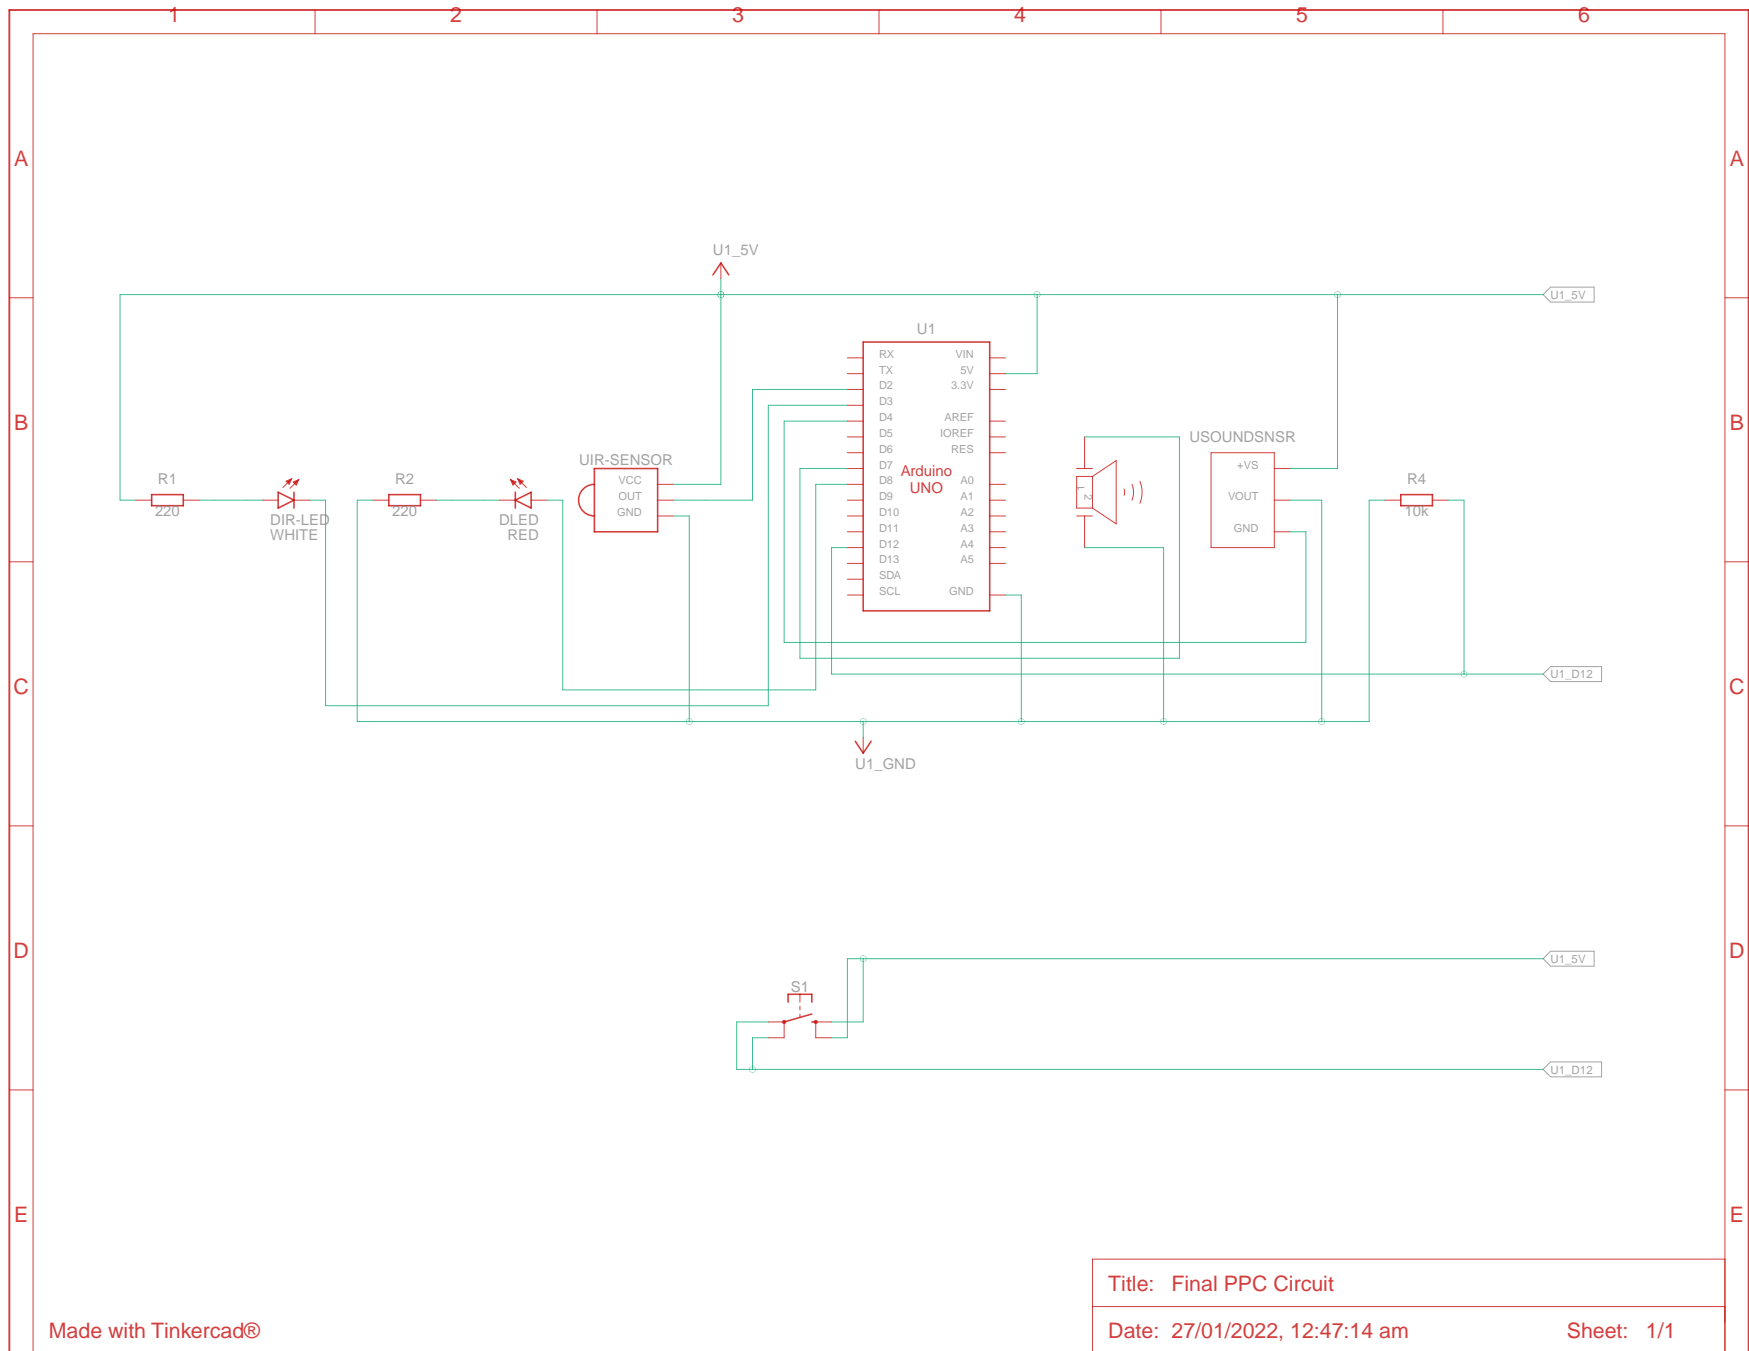 1 2 3 4 5 6
A A
U1_5V
U1_5V
U1
RX VIN
TX 5V
D2 3.3V
D3
D4 AREF
D5 IOREF
D6 RES
D7
D8 A0
D9 A1
D10 A2
D11 A3
D12 A4
D13 A5
SDA
SCL GND
Arduino
UNO
B B
USOUNDSNSR
+VS
VOUT
GND
UIR-SENSOR
VCC
OUT
GND
R1
220
DIR-LED
WHITE
R2
220
DLED
RED
L 2
R4
10k
U1_D12
C C
U1_GND
D D
U1_5V
S1
U1_D12
E E
Title: Final PPC Circuit
Made with Tinkercad®
Date: 27/01/2022, 12:47:14 am Sheet: 1/1